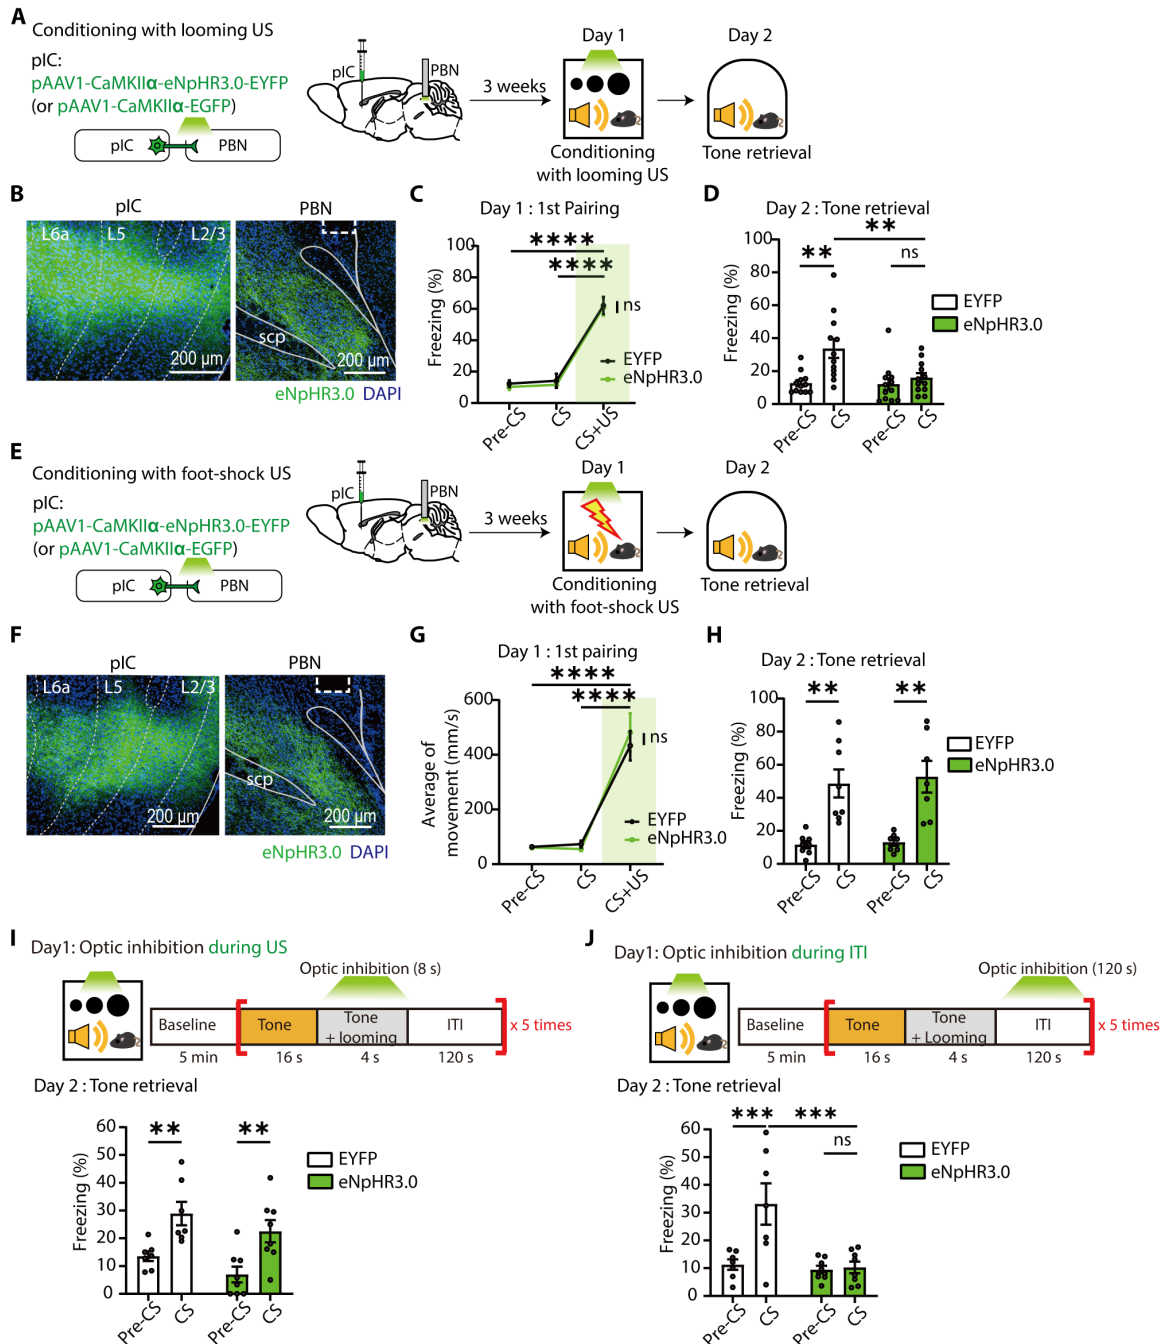 A
Conditioning with looming US
pIC:
pAAV1-CaMKIIα-eNpHR3.0-EYFP
(or pAAV1-CaMKIIα-EGFP)
pIC
PBN
pIC
PBN
3 weeks
Day 1
Conditioning
with looming US
Day 2
Tone retrieval
B
pIC
L6a
L5
L2/3
200 µm
PBN
scp
200 µm
eNpHR3.0 DAPI
C
Day 1 : 1st Pairing
****
****
ns
Freezing (%)
100
80
60
40
20
0
EYFP
eNpHR3.0
Pre-CS
CS
CS+US
D
Day 2 : Tone retrieval
**
**
ns
Freezing (%)
100
80
60
40
20
0
EYFP
eNpHR3.0
Pre-CS
CS
Pre-CS
CS
E
Conditioning with foot-shock US
pIC:
pAAV1-CaMKIIα-eNpHR3.0-EYFP
(or pAAV1-CaMKIIα-EGFP)
pIC
PBN
pIC
PBN
3 weeks
Day 1
Conditioning
with foot-shock US
Day 2
Tone retrieval
F
pIC
L6a
L5
L2/3
200 µm
PBN
scp
200 µm
eNpHR3.0 DAPI
G
Day 1 : 1st pairing
****
****
ns
Average of
movement (mm/s)
600
400
200
0
EYFP
eNpHR3.0
Pre-CS
CS
CS+US
H
Day 2 : Tone retrieval
**
**
Freezing (%)
100
80
60
40
20
0
EYFP
eNpHR3.0
Pre-CS
CS
Pre-CS
CS
I
Day1: Optic inhibition during US
Optic inhibition (8 s)
Baseline
Tone
Tone
+ looming
ITI
x 5 times
5 min
16 s
4 s
120 s
Day 2 : Tone retrieval
**
**
Freezing (%)
60
50
40
30
20
10
0
EYFP
eNpHR3.0
Pre-CS
CS
Pre-CS
CS
J
Day1: Optic inhibition during ITI
Optic inhibition (120 s)
Baseline
Tone
Tone
+ Looming
ITI
x 5 times
5 min
16 s
4 s
120 s
Day 2 : Tone retrieval
***
***
ns
Freezing (%)
60
50
40
30
20
10
0
EYFP
eNpHR3.0
Pre-CS
CS
Pre-CS
CS